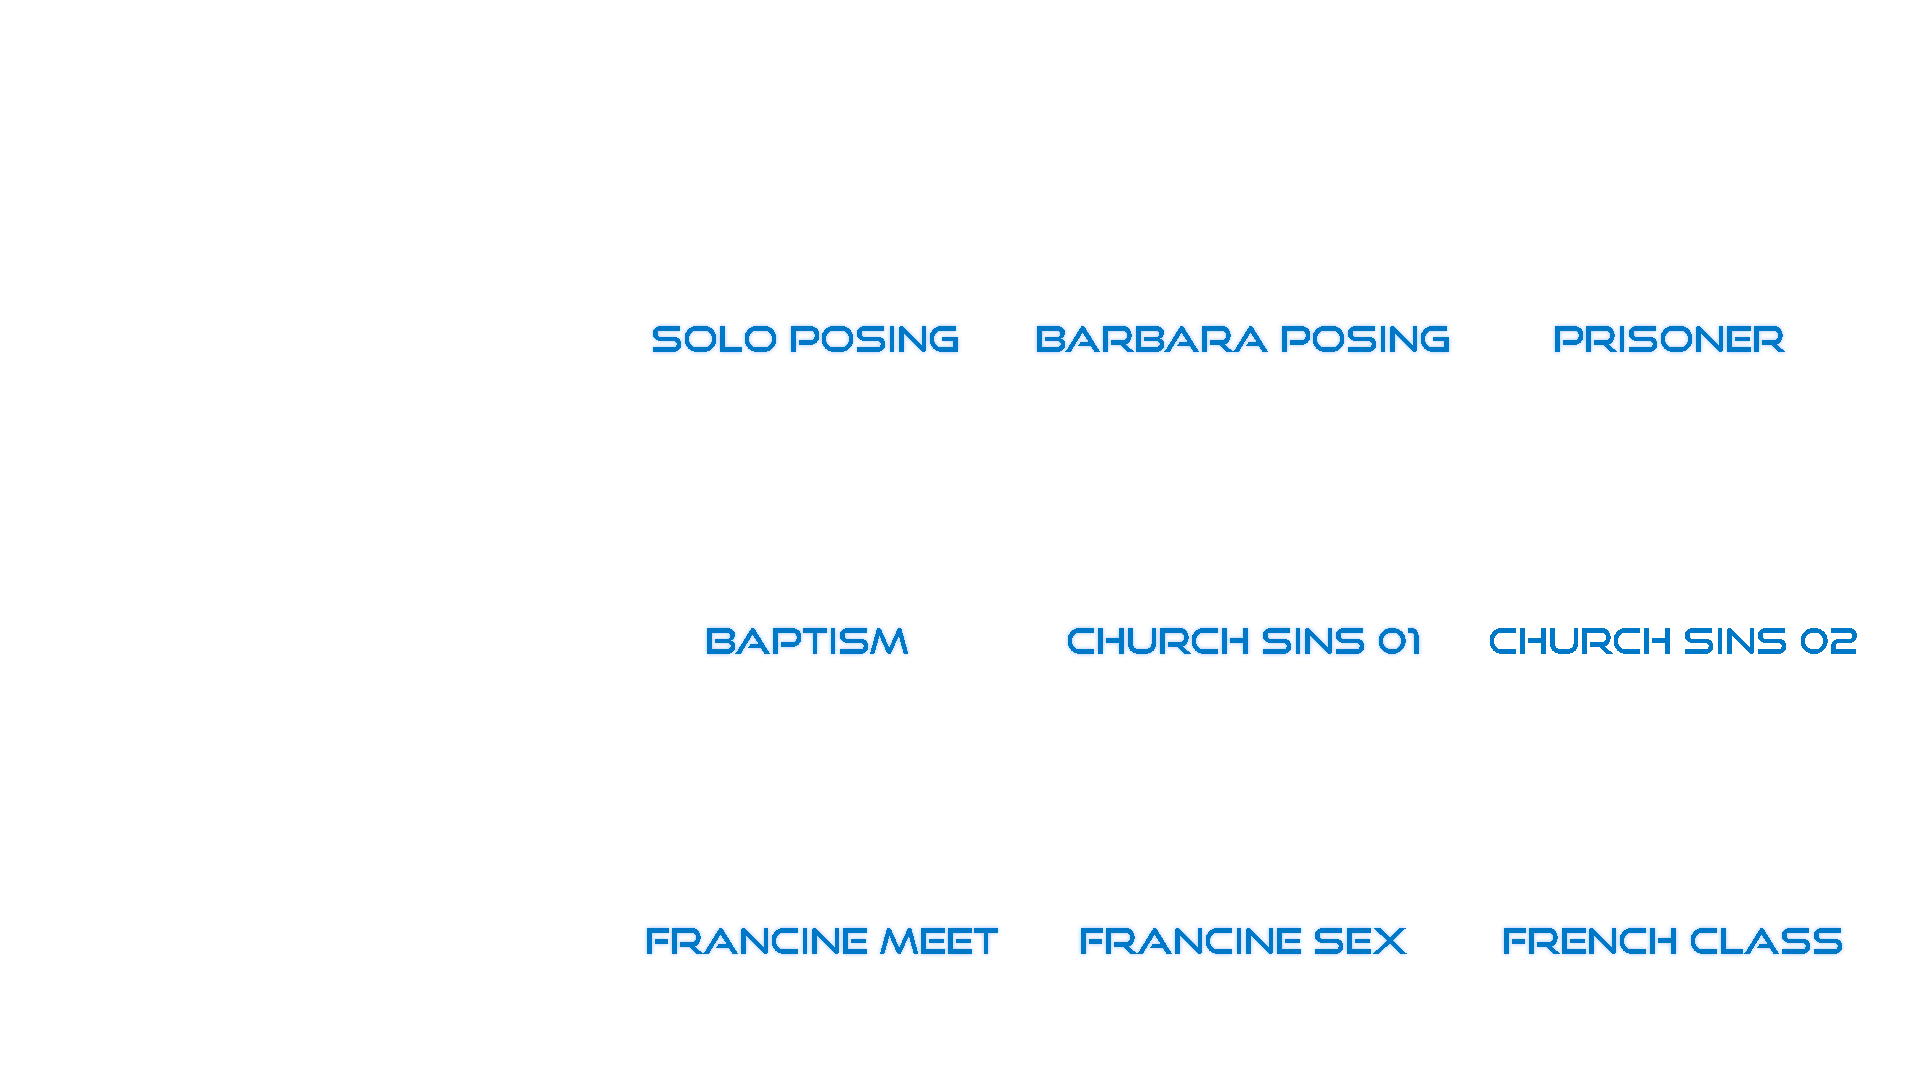 SOLO POSING
BARBARA POSING
PRISONER
BAPTISM
CHURCH SINS 01
CHURCH SINS 02
FRANCINE MEET
FRANCINE SEX
FRENCH CLASS